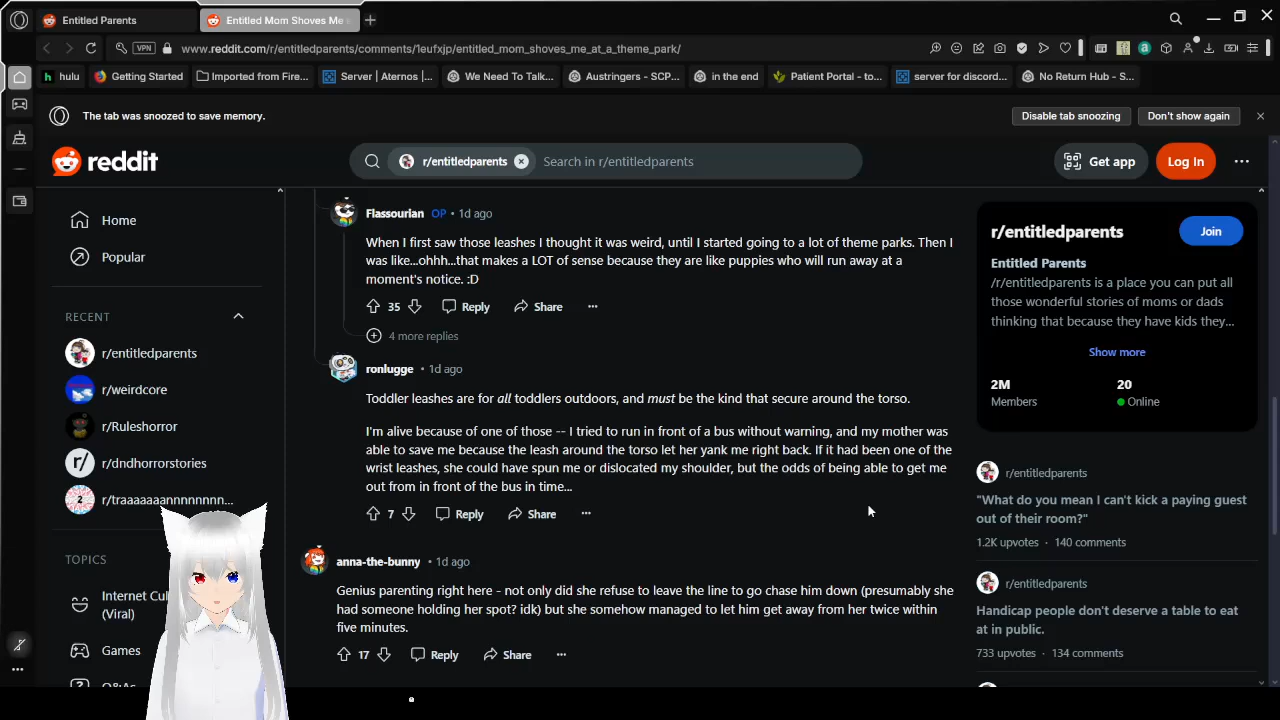 Entitled Parents
Entitled Mom Shoves Me
VPN
www.reddit.com/r/entitledparents/comments/1eufxjp/entitled_mom_shoves_me_at_a_theme_park/
hulu
Getting Started
Imported from Fire...
Server | Aternos |...
We Need To Talk...
Austringers - SCP...
in the end
Patient Portal - to...
server for discord...
No Return Hub - S...
The tab was snoozed to save memory.
Disable tab snoozing
Don't show again
reddit
r/entitledparents
Search in r/entitledparents
Get app
Log In
Home
Popular
RECENT
r/entitledparents
r/weirdcore
r/Ruleshorror
r/dndhorrorstories
r/traaaaaaannnnnnnn...
TOPICS
Internet Cu
(Viral)
Games
Flassourian OP • 1d ago
When I first saw those leashes I thought it was weird, until I started going to a lot of theme parks. Then I
was like...ohhh...that makes a LOT of sense because they are like puppies who will run away at a
moment's notice. :D
35 Reply Share
4 more replies
ronlugge • 1d ago
Toddler leashes are for all toddlers outdoors, and must be the kind that secure around the torso.
I'm alive because of one of those -- I tried to run in front of a bus without warning, and my mother was
able to save me because the leash around the torso let her yank me right back. If it had been one of the
wrist leashes, she could have spun me or dislocated my shoulder, but the odds of being able to get me
out from in front of the bus in time...
7 Reply Share
anna-the-bunny • 1d ago
Genius parenting right here - not only did she refuse to leave the line to go chase him down (presumably she
had someone holding her spot? idk) but she somehow managed to let him get away from her twice within
five minutes.
17 Reply Share
r/entitledparents
Join
Entitled Parents
/r/entitledparents is a place you can put all
those wonderful stories of moms or dads
thinking that because they have kids they...
Show more
2M
Members
20
Online
r/entitledparents
"What do you mean I can't kick a paying guest
out of their room?"
1.2K upvotes · 140 comments
r/entitledparents
Handicap people don't deserve a table to eat
at in public.
733 upvotes · 134 comments